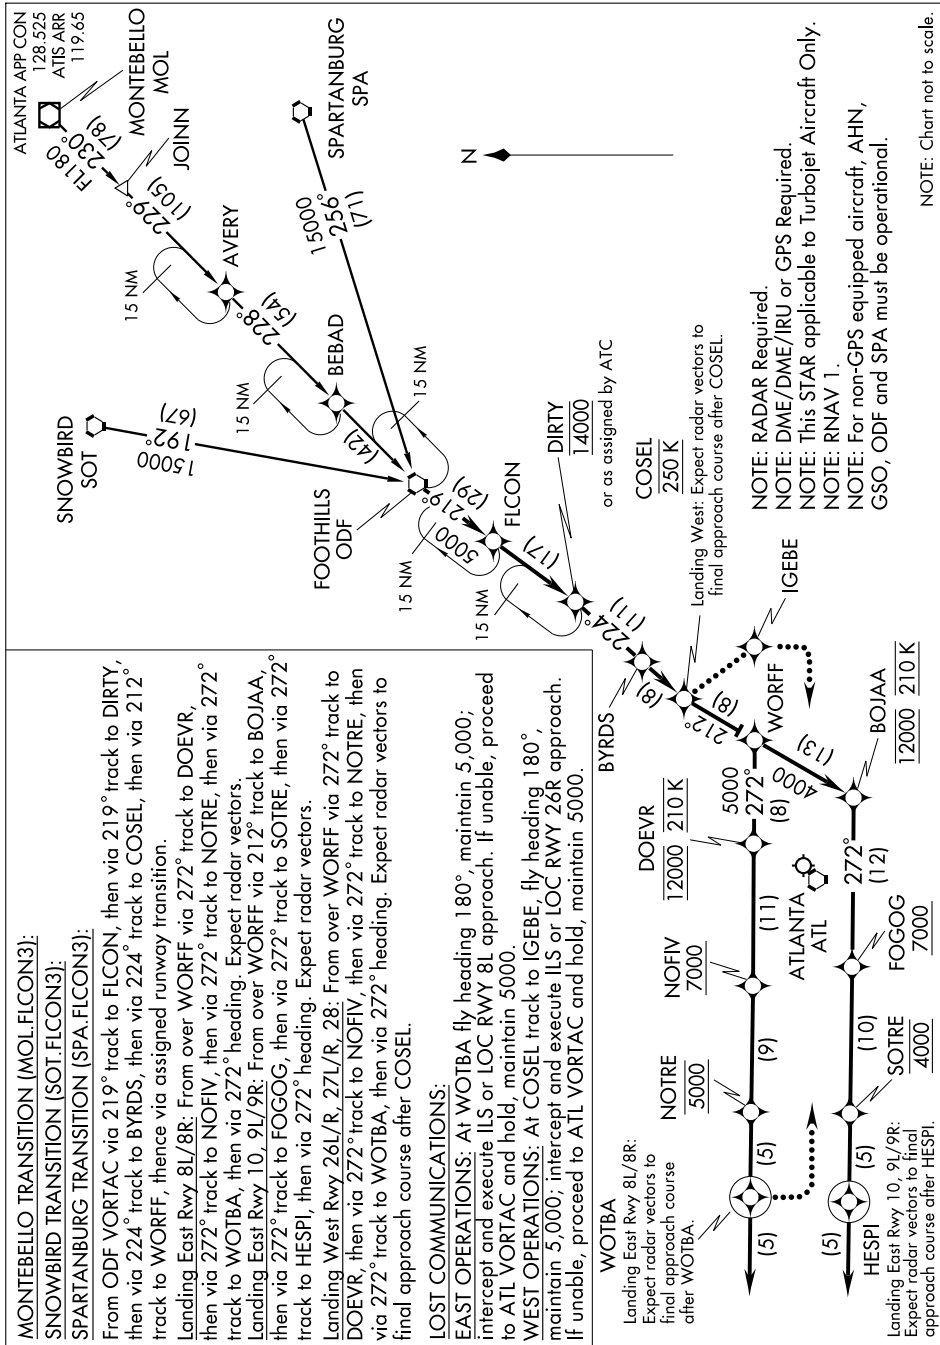 MONTEBELLO TRANSITION (MOL.FLCON3):
SNOWBIRD TRANSITION (SOT.FLCON3):
SPARTANBURG TRANSITION (SPA.FLCON3):
From ODF VORTAC via 219° track to FLCON, then via 219° track to DIRTY,
then via 224° track to BYRDS, then via 224° track to COSEL, then via 212°
track to WORFF, thence via assigned runway transition.
Landing East Rwy 8L/8R: From over WORFF via 272° track to DOEVR,
then via 272° track to NOFIV, then via 272° track to NOTRE, then via 272°
track to WOTBA, then via 272° heading. Expect radar vectors.
Landing East Rwy 10, 9L/9R: From over WORFF via 212° track to BOJAA,
then via 272° track to FOGOG, then via 272° track to SOTRE, then via 272°
track to HESPI, then via 272° heading. Expect radar vectors.
Landing West Rwy 26L/R, 27L/R, 28: From over WORFF via 272° track to
DOEVR, then via 272° track to NOFIV, then via 272° track to NOTRE, then
via 272° track to WOTBA, then via 272° heading. Expect radar vectors to
final approach course after COSEL.
LOST COMMUNICATIONS:
EAST OPERATIONS: At WOTBA fly heading 180°, maintain 5,000;
intercept and execute ILS or LOC RWY 8L approach. If unable, proceed
to ATL VORTAC and hold, maintain 5000.
WEST OPERATIONS: At COSEL track to IGEBE, fly heading 180°,
maintain 5,000; intercept and execute ILS or LOC RWY 26R approach.
If unable, proceed to ATL VORTAC and hold, maintain 5000.
ATLANTA APP CON
128.525
ATIS ARR
119.65
MONTEBELLO
MOL
FL180
230°
(78)
JOINN
229°
(105)
15 NM
AVERY
228°
(54)
15 NM
BEBAD
(42)
SPARTANBURG
SPA
15000
256°
(71)
15 NM
SNOWBIRD
SOT
15000
192°
(67)
FOOTHILLS
ODF
219°
(29)
5000
15 NM
FLCON
(17)
15 NM
DIRTY
14000
or as assigned by ATC
224°
(11)
BYRDS
(8)
COSEL
250 K
Landing West: Expect radar vectors to
final approach course after COSEL.
212°
(8)
IGEBE
WORFF
4000
(13)
BOJAA
12000 210 K
5000
272°
(8)
DOEVR
12000 210 K
(11)
NOFIV
7000
(9)
NOTRE
5000
(5)
WOTBA
Landing East Rwy 8L/8R:
Expect radar vectors to
final approach course
after WOTBA.
(5)
ATLANTA
ATL
272°
(12)
FOGOG
7000
(10)
SOTRE
4000
(5)
HESPI
(5)
Landing East Rwy 10, 9L/9R:
Expect radar vectors to final
approach course after HESPI.
N
NOTE: RADAR Required.
NOTE: DME/DME/IRU or GPS Required.
NOTE: This STAR applicable to Turbojet Aircraft Only.
NOTE: RNAV 1.
NOTE: For non-GPS equipped aircraft, AHN,
GSO, ODF and SPA must be operational.
NOTE: Chart not to scale.